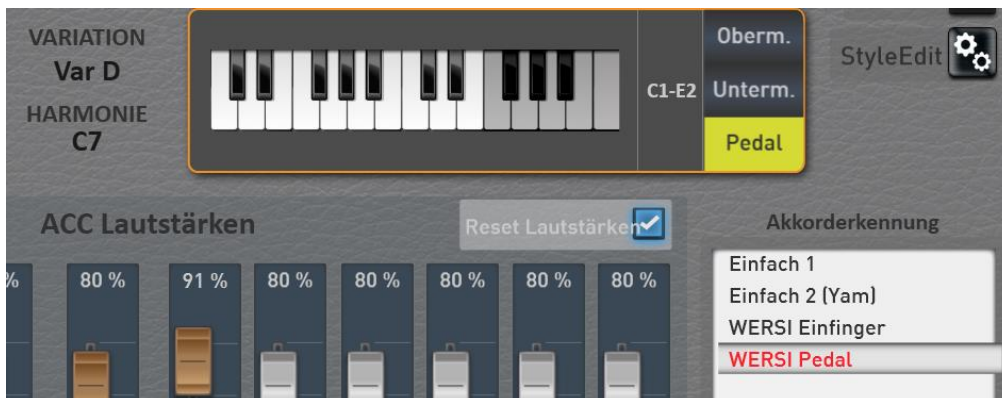 VARIATION
Var D
HARMONIE
C7
C1-E2
Oberm.
Unterm.
Pedal
StyleEdit
ACC Lautstärken
Reset Lautstärken
%
80 %
91 %
80 %
80 %
80 %
80 %
80 %
Akkorderkennung
Einfach 1
Einfach 2 (Yam)
WERSI Einfinger
WERSI Pedal